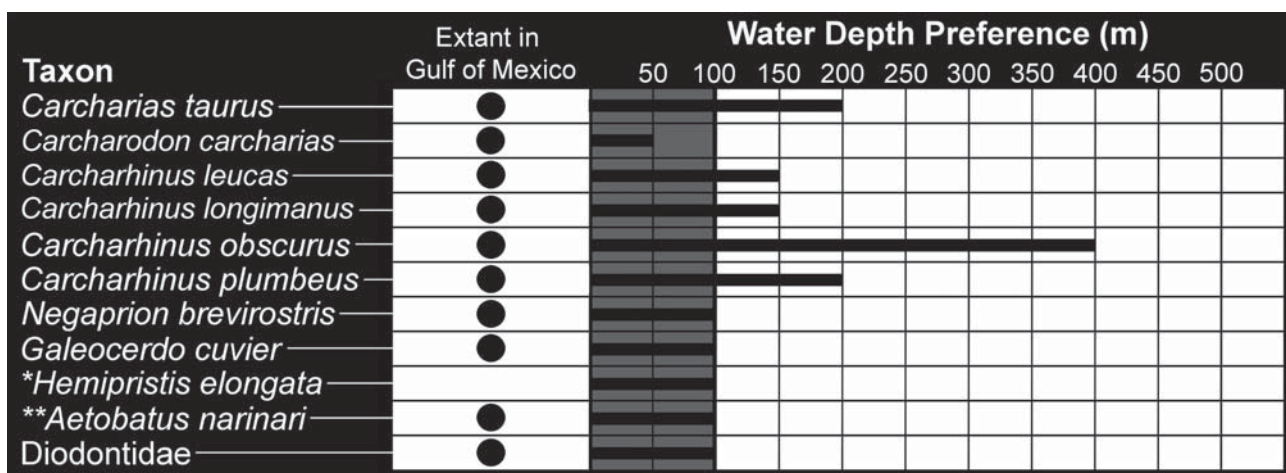 Extant in Water Depth Preference (m)
Taxon Gulf of Mexico 50 100 150 200 250 300 350 400 450 500
Carcharias taurus
Carcharodon carcharias
Carcharhinus leucas
Carcharhinus longimanus
Carcharhinus obscurus
Carcharhinus plumbeus
Negaprion brevirostris
Galeocerdo cuvier
*Hemipristis elongata
**Aetobatus narinari
Diodontidae